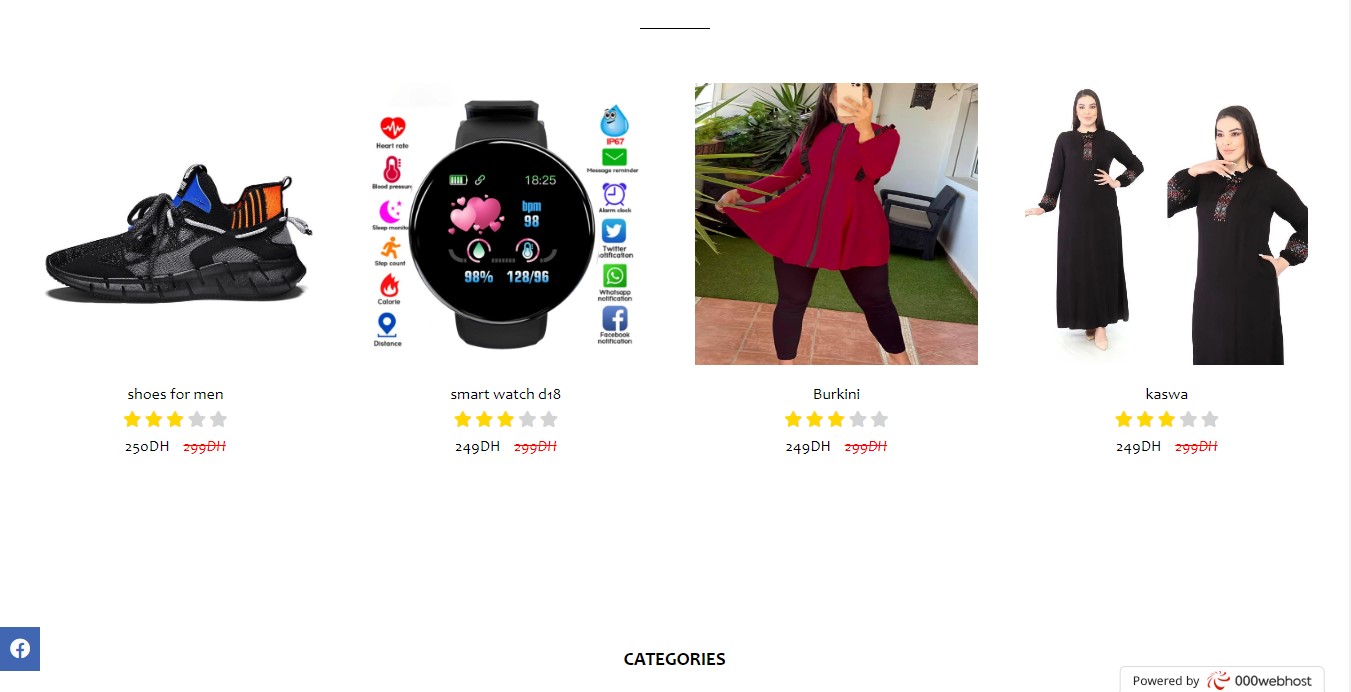 Heart rate
Blood pressure
Sleep monito
Step count
Calorie
Distance
18:25
bpm
98
98%
128/96
IP67
Message reminder
Alarm clock
Twitter
notification
Whatsapp
notification
Facebook
notification
shoes for men
250DH 299DH
smart watch d18
249DH 299DH
Burkini
249DH 299DH
kaswa
249DH 299DH
CATEGORIES
Powered by 000webhost